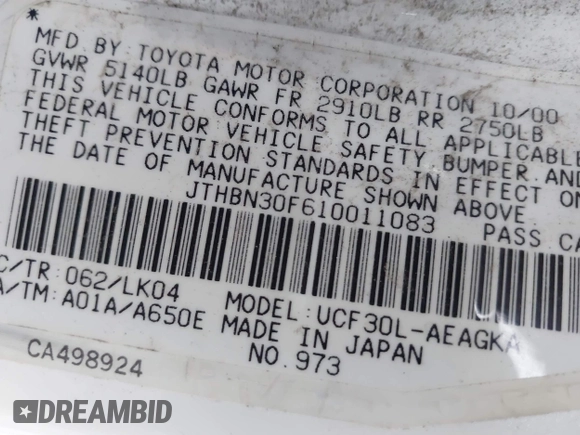 *
MFD.BY:TOYOTA MOTOR CORPORATION 10/00
GVWR 5140LB GAWR FR 2910LB RR 2750LB
THIS VEHICLE CONFORMS TO ALL APPLICABLE
FEDERAL MOTOR VEHICLE SAFETY,BUMPER,AND
THEFT PREVENTION STANDARDS IN EFFECT ON
THE DATE OF MANUFACTURE SHOWN ABOVE.
JTHBN30F610011083 PASS CA
C/TR:062/LK04 MODEL:UCF30L-AEAGKA
A/TM:A01A/A650E MADE IN JAPAN
CA498924 NO.973
DREAMBID